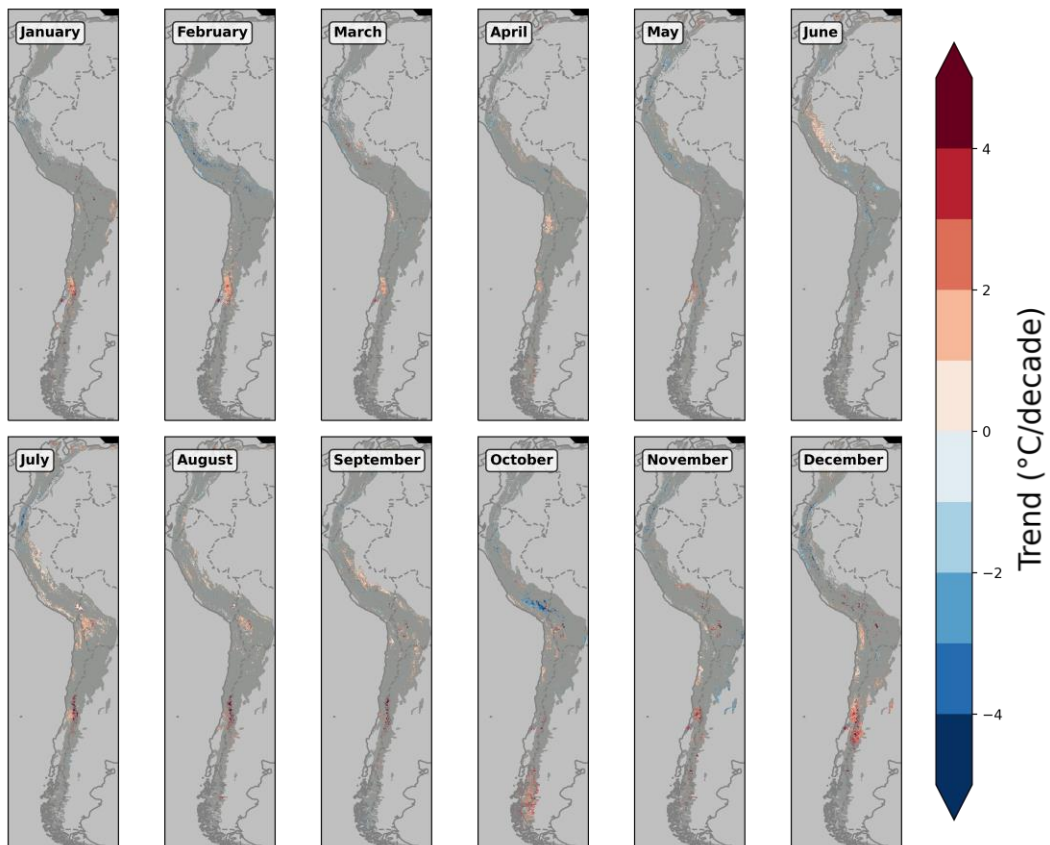 January
February
March
April
May
June
July
August
September
October
November
December
4
2
0
−2
−4
Trend (°C/decade)